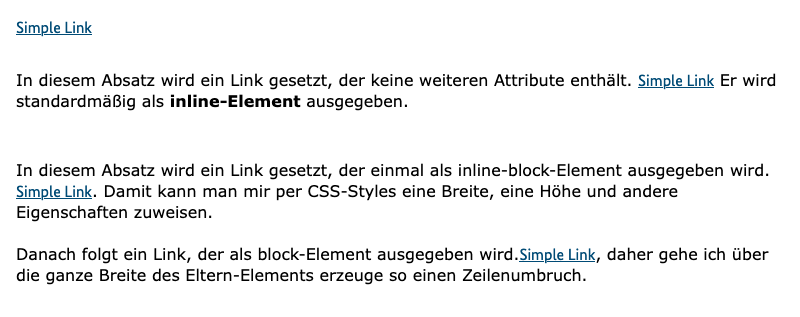 Simple Link
In diesem Absatz wird ein Link gesetzt, der keine weiteren Attribute enthält. Simple Link Er wird
standardmäßig als inline-Element ausgegeben.
In diesem Absatz wird ein Link gesetzt, der einmal als inline-block-Element ausgegeben wird.
Simple Link. Damit kann man mir per CSS-Styles eine Breite, eine Höhe und andere
Eigenschaften zuweisen.
Danach folgt ein Link, der als block-Element ausgegeben wird.Simple Link, daher gehe ich über
die ganze Breite des Eltern-Elements erzeuge so einen Zeilenumbruch.